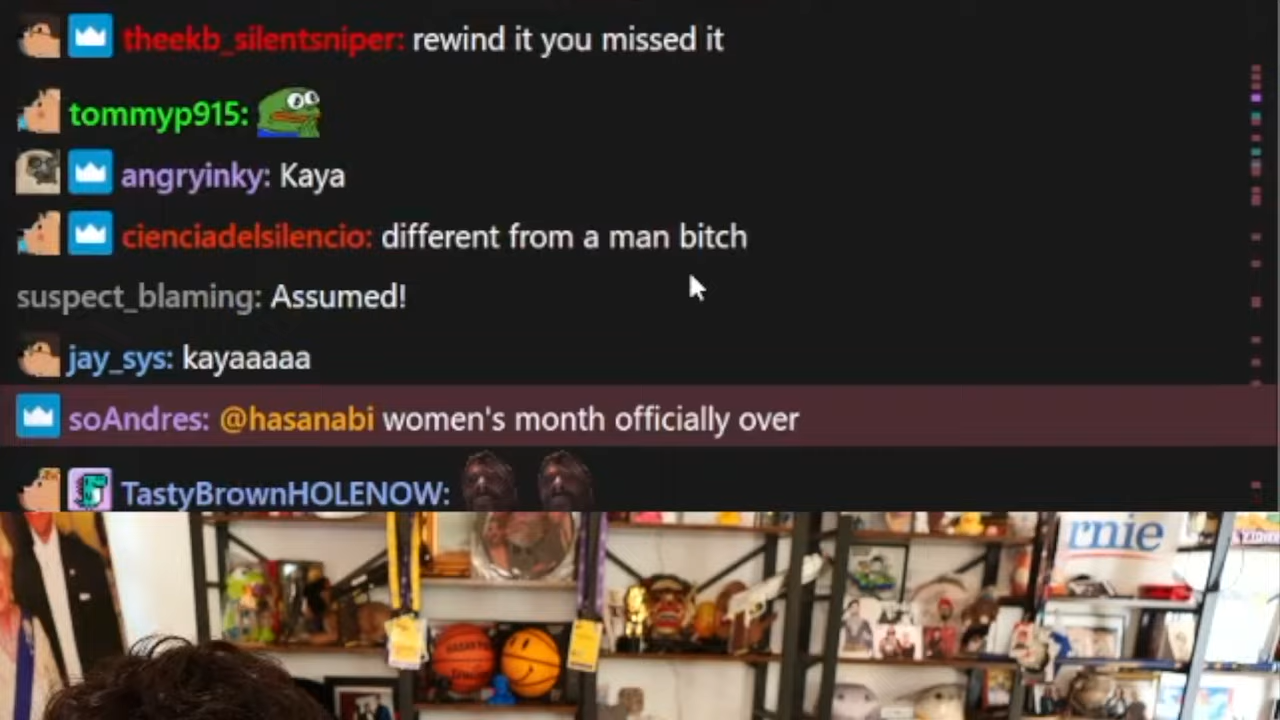 theekb_silentsniper: rewind it you missed it
tommyp915:
angryinky: Kaya
cienciadelsilencio: different from a man bitch
suspect_blaming: Assumed!
jay_sys: kayaaaaa
soAndres: @hasanabi women's month officially over
TastyBrownHOLENOW:
rnie